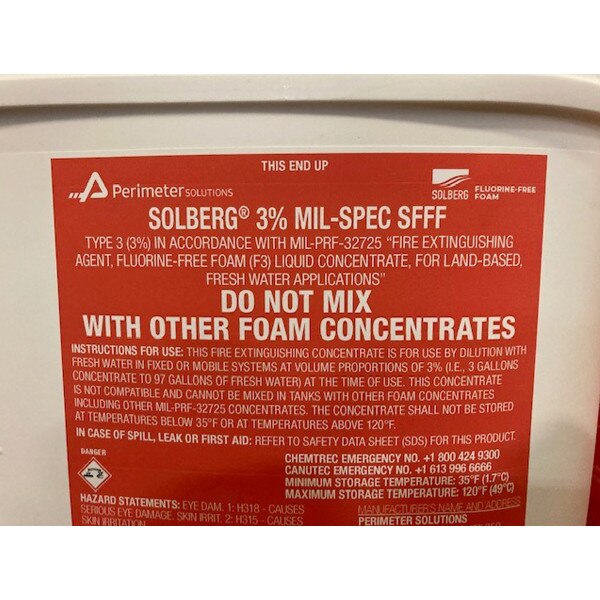 THIS END UP
Perimeter SOLUTIONS
SOLBERG FLUORINE-FREE FOAM
SOLBERG® 3% MIL-SPEC SFFF
TYPE 3 (3%) IN ACCORDANCE WITH MIL-PRF-32725 "FIRE EXTINGUISHING
AGENT, FLUORINE-FREE FOAM (F3) LIQUID CONCENTRATE, FOR LAND-BASED,
FRESH WATER APPLICATIONS"
DO NOT MIX
WITH OTHER FOAM CONCENTRATES
INSTRUCTIONS FOR USE: THIS FIRE EXTINGUISHING CONCENTRATE IS FOR USE BY DILUTION WITH
FRESH WATER IN FIXED OR MOBILE SYSTEMS AT VOLUME PROPORTIONS OF 3% (I.E., 3 GALLONS
CONCENTRATE TO 97 GALLONS OF FRESH WATER) AT THE TIME OF USE. THIS CONCENTRATE
IS NOT COMPATIBLE AND CANNOT BE MIXED IN TANKS WITH OTHER FOAM CONCENTRATES
INCLUDING OTHER MIL-PRF-32725 CONCENTRATES. THE CONCENTRATE SHALL NOT BE STORED
AT TEMPERATURES BELOW 35°F OR AT TEMPERATURES ABOVE 120°F.
IN CASE OF SPILL, LEAK OR FIRST AID: REFER TO SAFETY DATA SHEET (SDS) FOR THIS PRODUCT.
DANGER
CHEMTREC EMERGENCY NO. +1 800 424 9300
CANUTEC EMERGENCY NO. +1 613 996 6666
MINIMUM STORAGE TEMPERATURE: 35°F (1.7°C)
MAXIMUM STORAGE TEMPERATURE: 120°F (49°C)
HAZARD STATEMENTS: EYE DAM. 1: H318 - CAUSES
SERIOUS EYE DAMAGE. SKIN IRRIT. 2: H315 - CAUSES
SKIN IRRITATION
MANUFACTURER'S NAME AND ADDRESS
PERIMETER SOLUTIONS